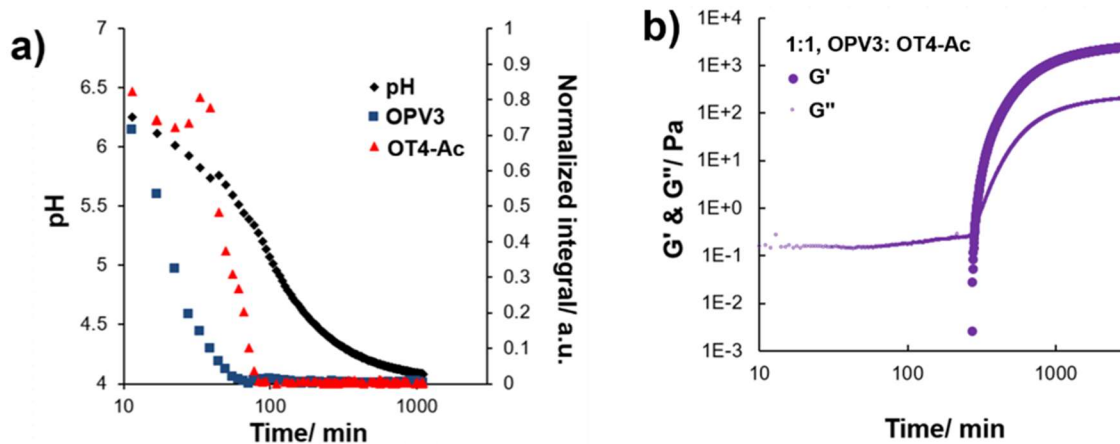 a)
7
6.5
6
5.5
5
4.5
4
pH
10
100
1000
Time/ min
pH
OPV3
OT4-Ac
1
0.9
0.8
0.7
0.6
0.5
0.4
0.3
0.2
0.1
0
Normalized integral/ a.u.
b)
1:1, OPV3: OT4-Ac
G'
G"
1E+4
1E+3
1E+2
1E+1
1E+0
1E-1
1E-2
1E-3
G' & G"/ Pa
10
100
1000
Time/ min